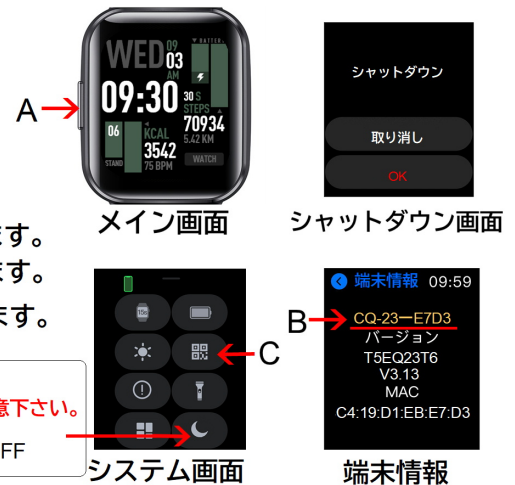 WED 09 03
AM
▼BATTERY
09:30
30 S
STEPS
70934
5.42 KM
06
STAND
KCAL
3542
75 BPM
WATCH
A
メイン画面
シャットダウン
取り消し
OK
シャットダウン画面
ます。
ます。
ます。
意下さい。
FF
15s
C
システム画面
端末情報 09:59
B
CQ-23ーE7D3
バージョン
T5EQ23T6
V3.13
MAC
C4:19:D1:EB:E7:D3
端末情報